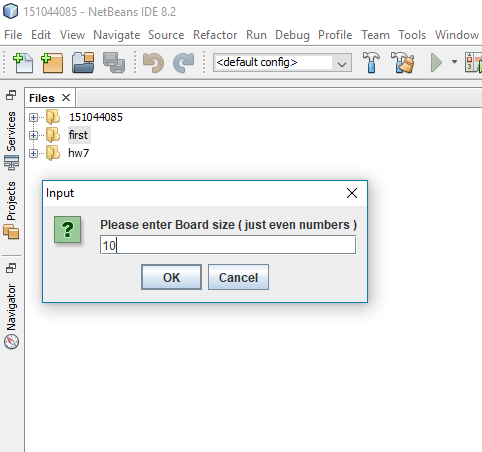 151044085 - NetBeans IDE 8.2
File Edit View Navigate Source Refactor Run Debug Profile Team Tools Window
<default config>
Files
Services
151044085
first
hw7
Projects
Input
Please enter Board size ( just even numbers )
?
10
OK Cancel
Navigator